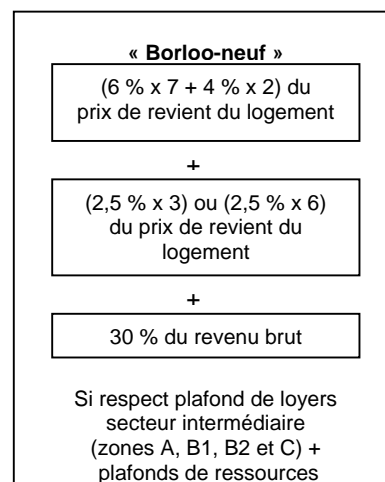 « Borloo-neuf »
(6 % x 7 + 4 % x 2) du
prix de revient du logement
+
(2,5 % x 3) ou (2,5 % x 6)
du prix de revient du
logement
+
30 % du revenu brut
Si respect plafond de loyers
secteur intermédiaire
(zones A, B1, B2 et C) +
plafonds de ressources